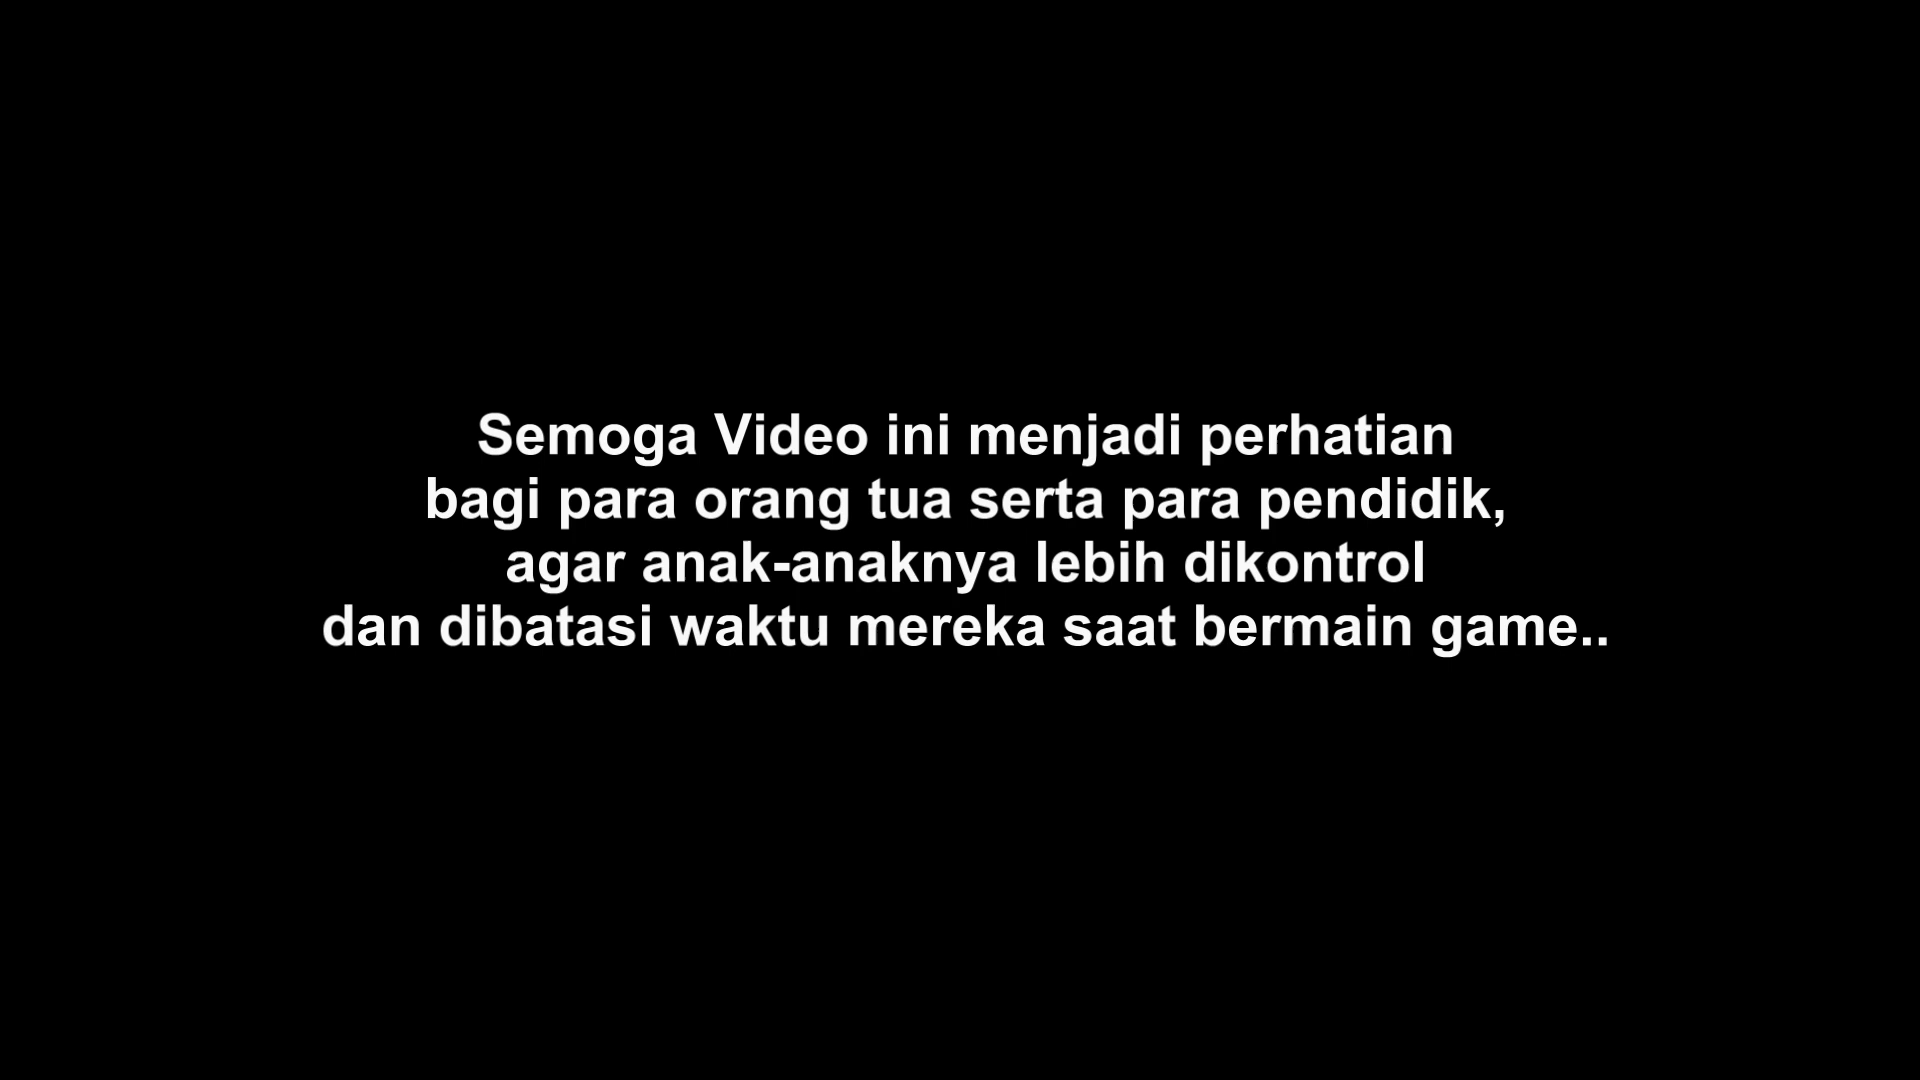 Semoga Video ini menjadi perhatian
bagi para orang tua serta para pendidik,
agar anak-anaknya lebih dikontrol
dan dibatasi waktu mereka saat bermain game..